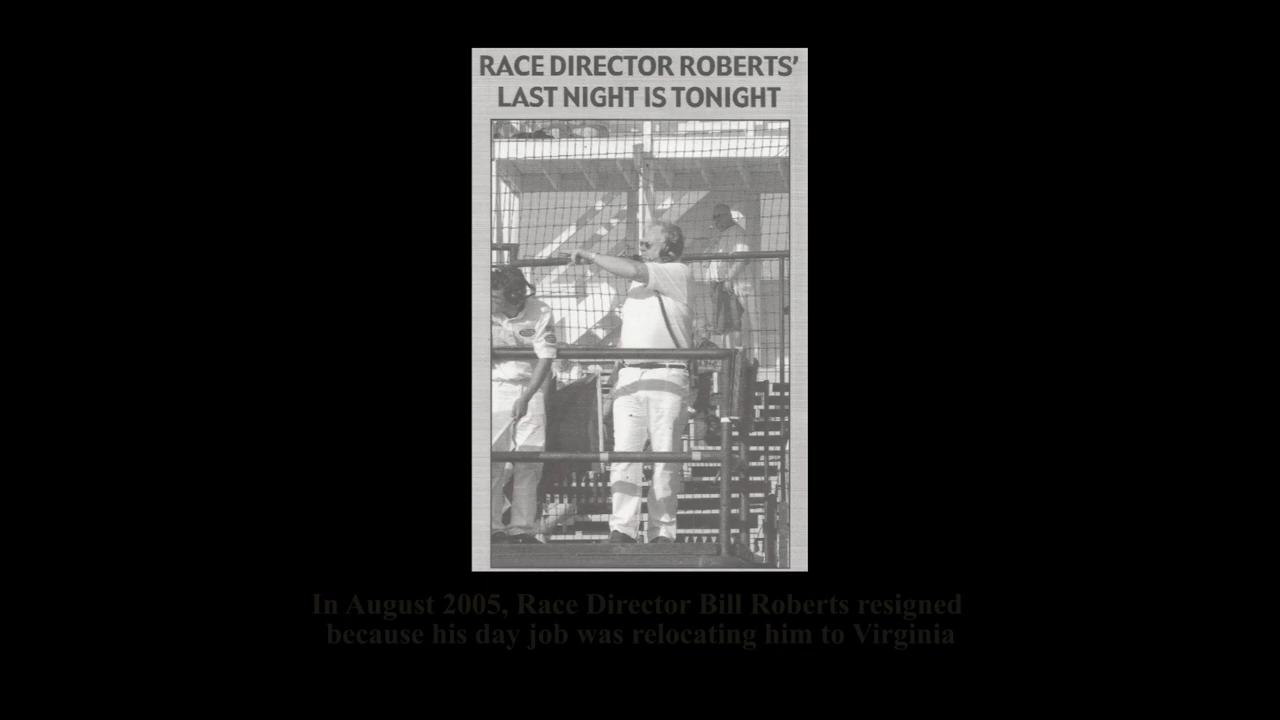 RACE DIRECTOR ROBERTS'
LAST NIGHT IS TONIGHT
In August 2005, Race Director Bill Roberts resigned
because his day job was relocating him to Virginia